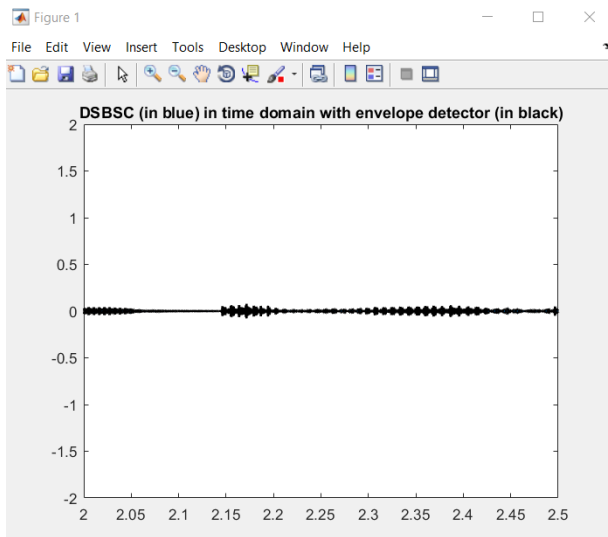 Figure 1
File Edit View Insert Tools Desktop Window Help
DSBSC (in blue) in time domain with envelope detector (in black)
2
1.5
1
0.5
0
-0.5
-1
-1.5
-2
2 2.05 2.1 2.15 2.2 2.25 2.3 2.35 2.4 2.45 2.5